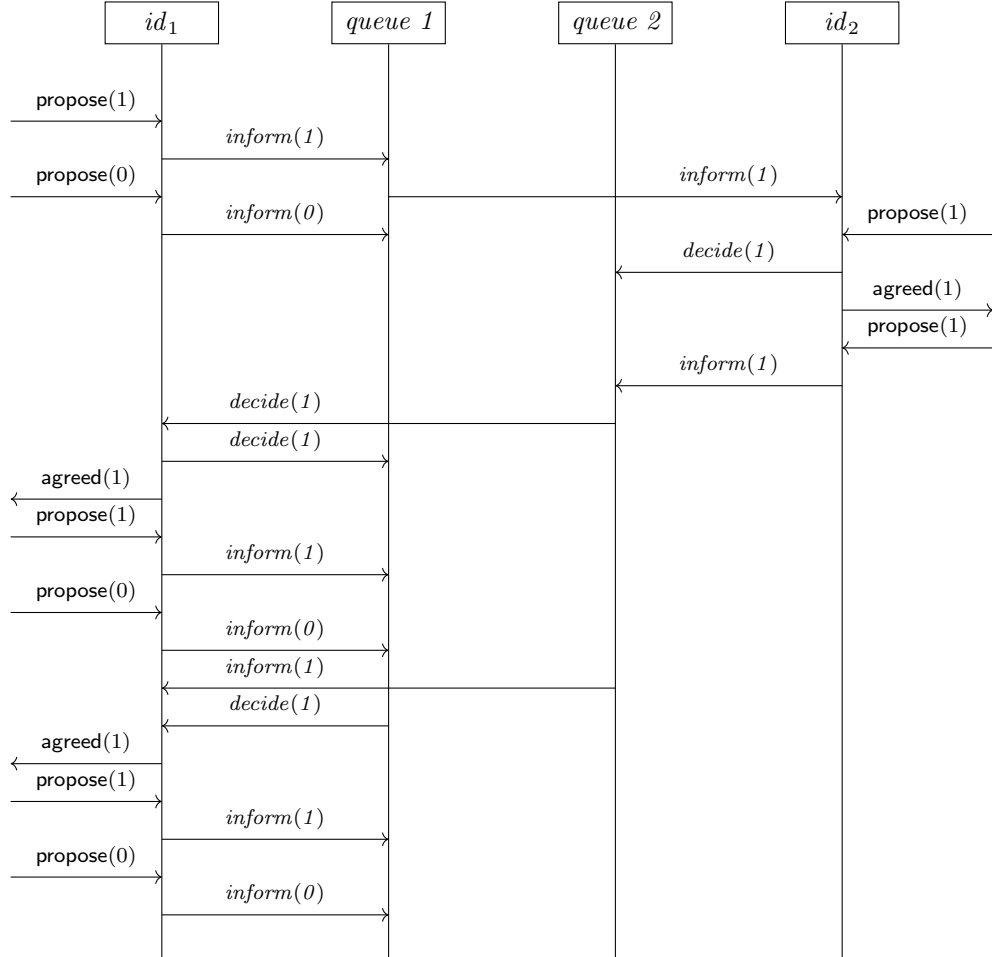 id₁ queue 1 queue 2 id₂
propose(1)
inform(1)
propose(0) inform(1)
inform(0) propose(1)
decide(1)
agreed(1)
propose(1)
inform(1)
decide(1)
decide(1)
agreed(1)
propose(1)
inform(1)
propose(0)
inform(0)
inform(1)
decide(1)
agreed(1)
propose(1)
inform(1)
propose(0)
inform(0)